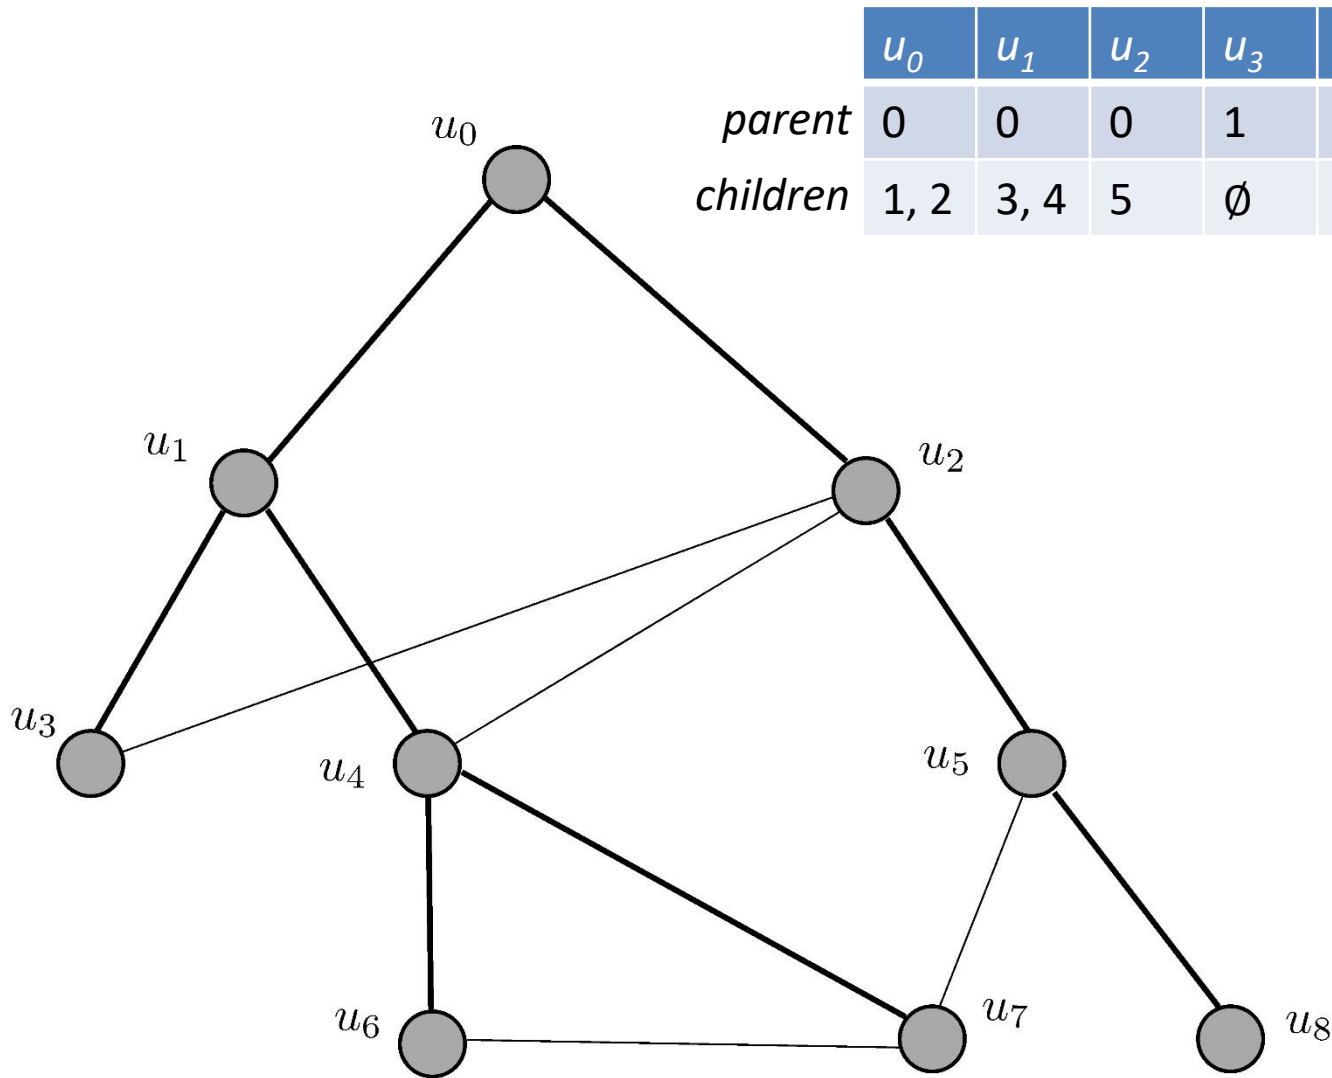 u₀ u₁ u₂ u₃
parent 0 0 0 1
children 1, 2 3, 4 5 ∅
u₀
u₁
u₂
u₃
u₄
u₅
u₆
u₇
u₈